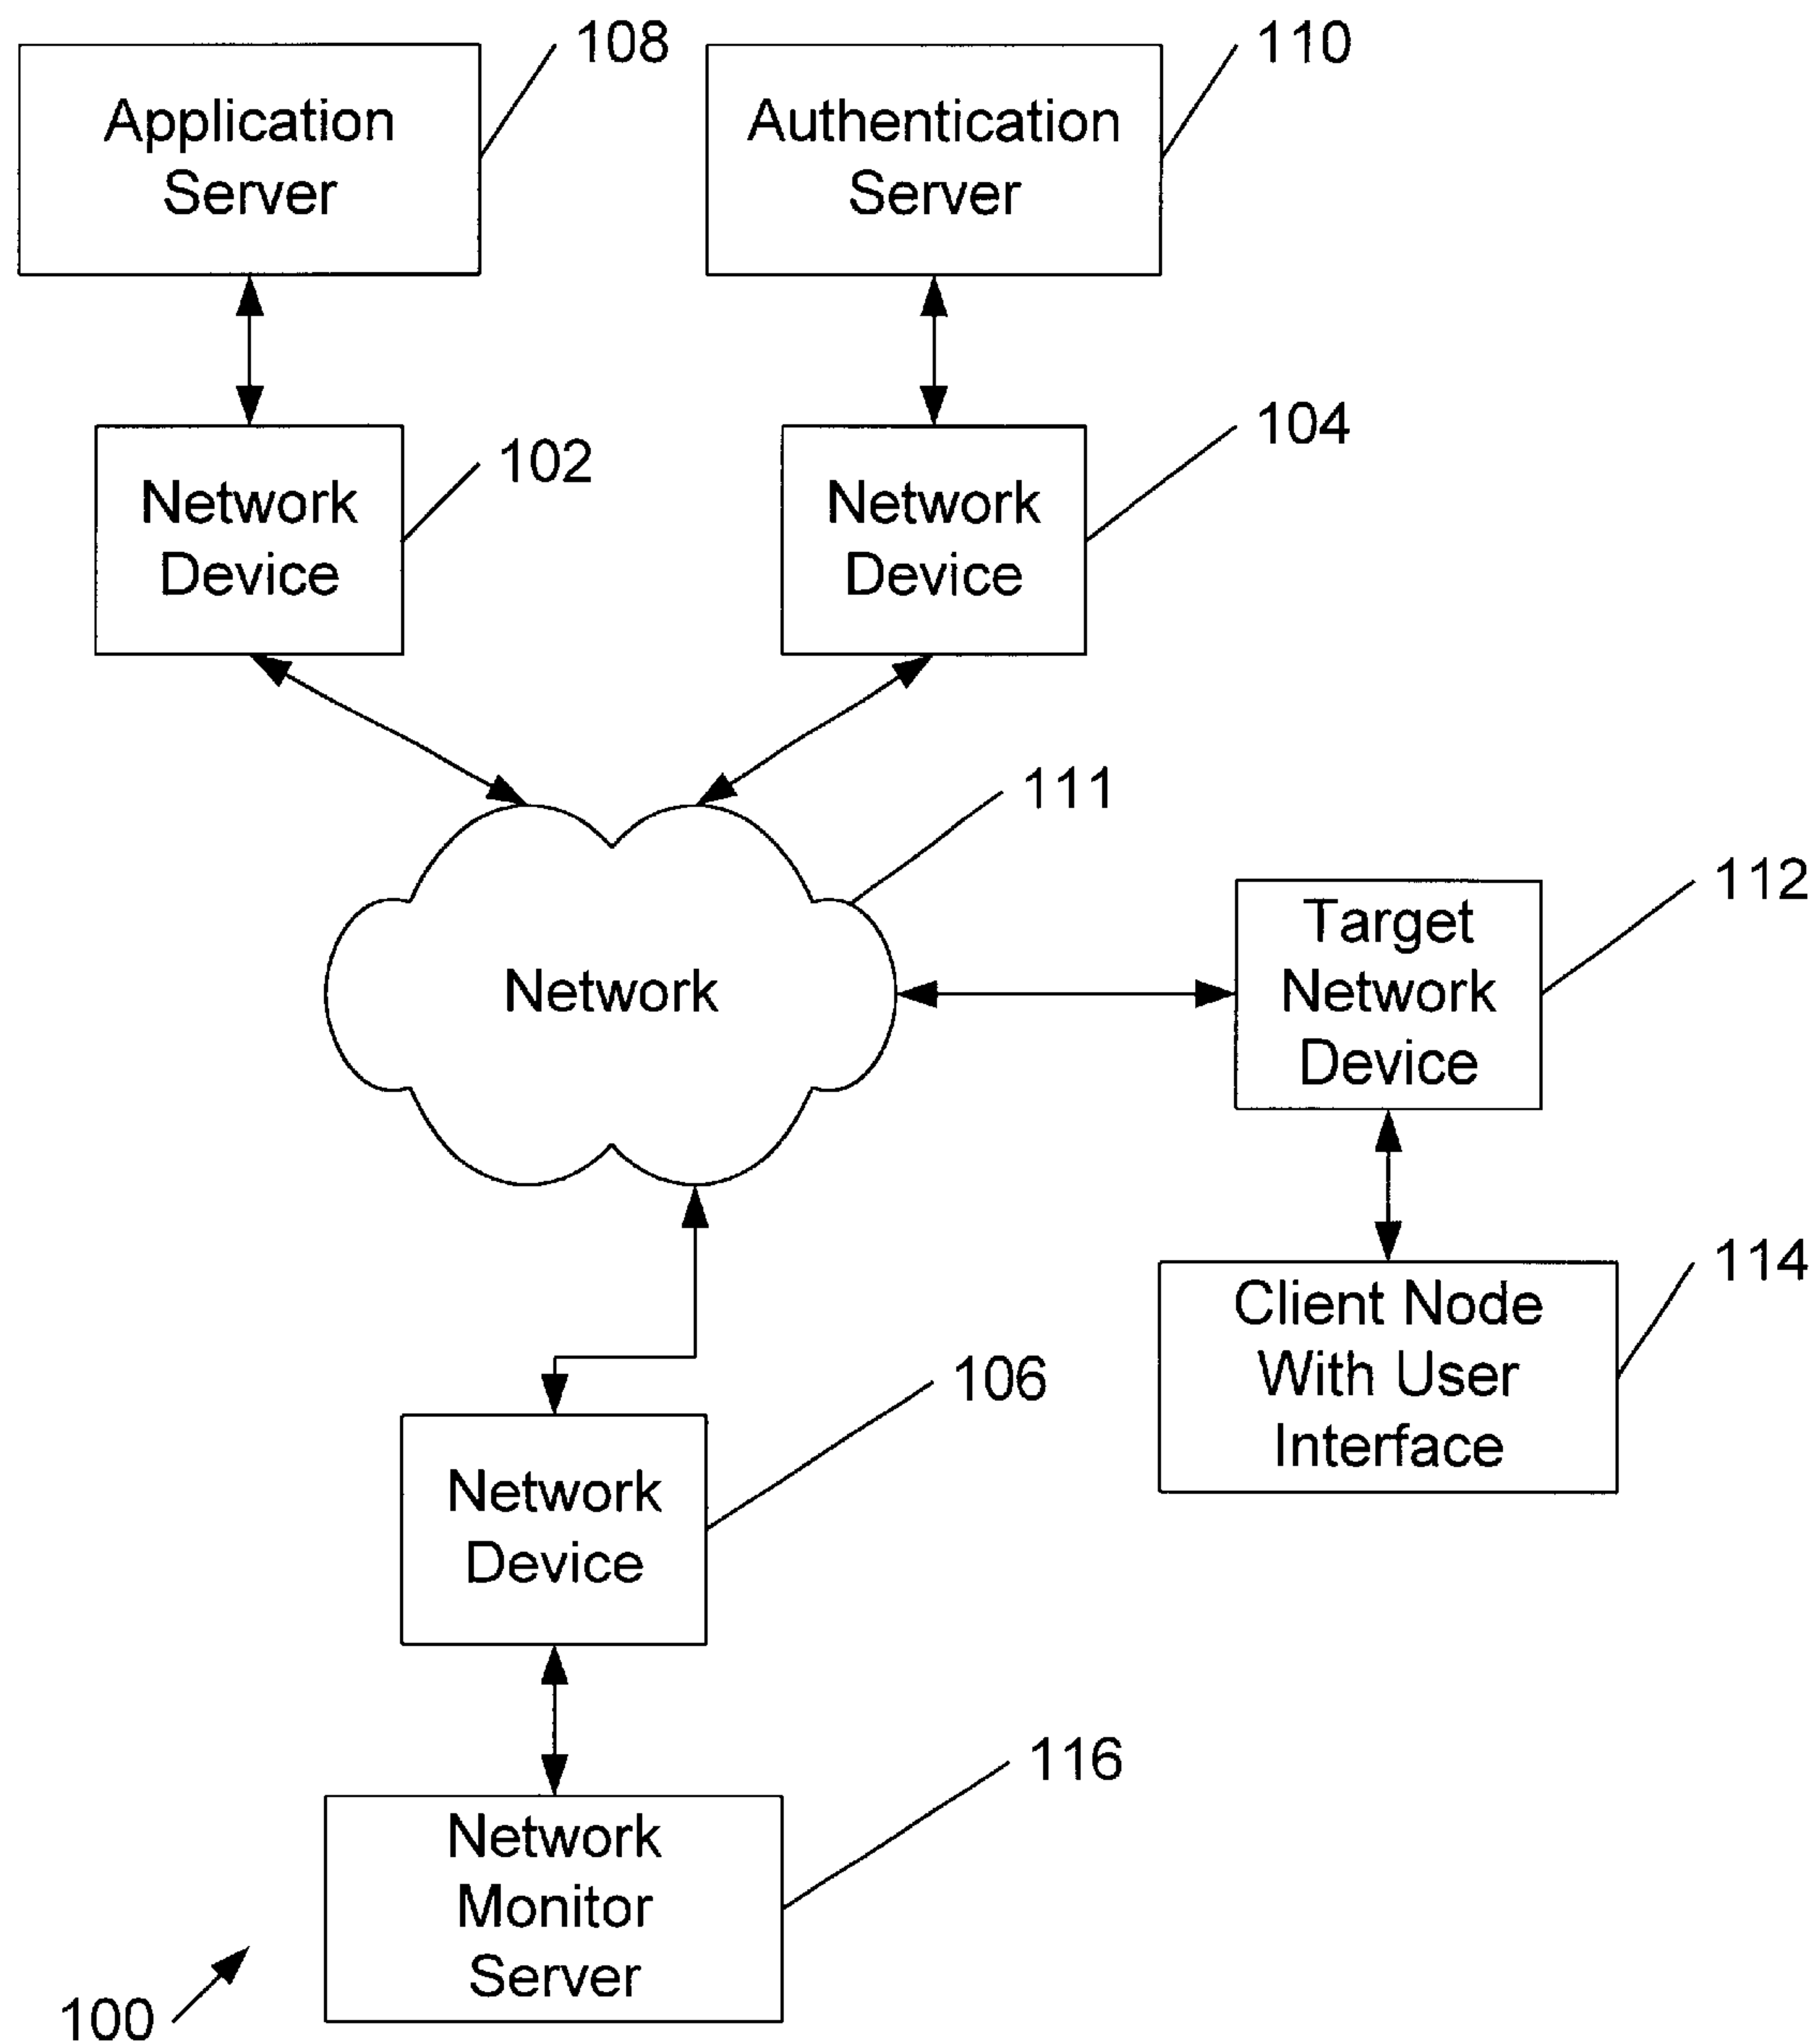 108
110
Application
Server
Authentication
Server
102
104
Network
Device
Network
Device
111
112
Network
Target
Network
Device
114
Client Node
With User
Interface
106
Network
Device
116
Network
Monitor
Server
100